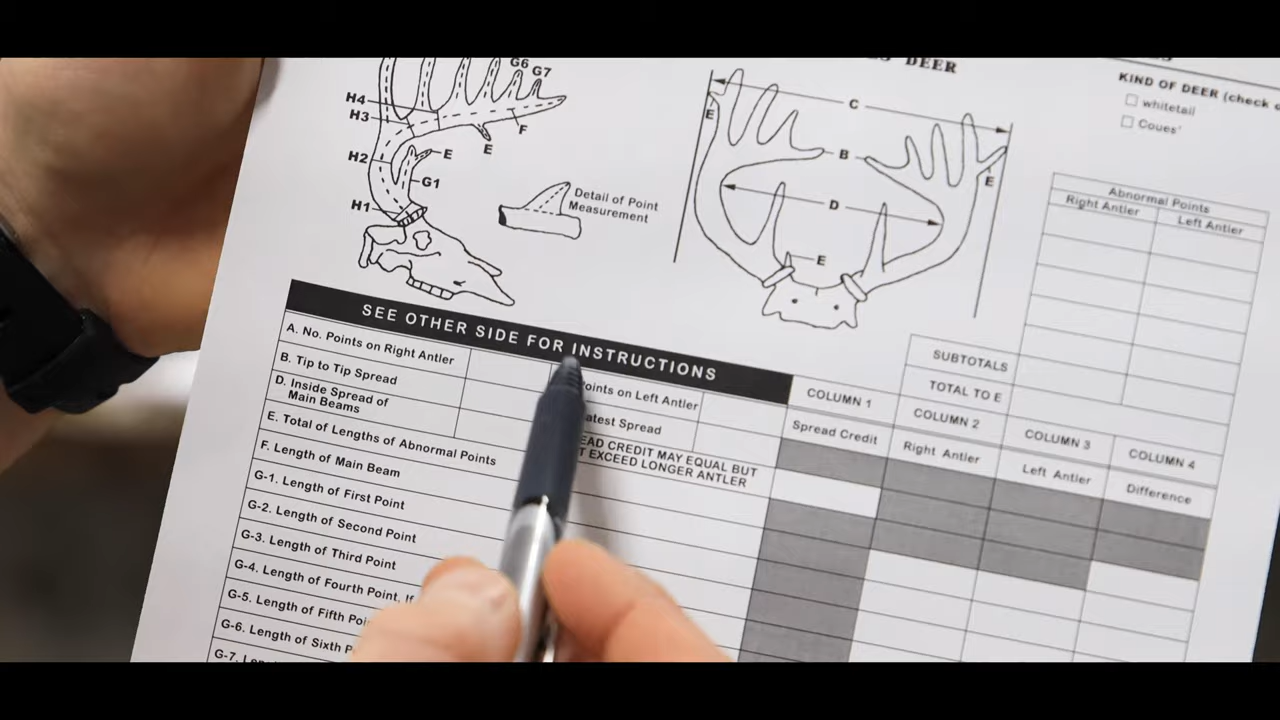 DEER
KIND OF DEER (check
whitetail
Coues'
G6
G7
H4
H3
F
E
H2
E
G1
H1
Detail of Point
Measurement
C
E
B
E
D
E
Abnormal Points
Right Antler Left Antler
SUBTOTALS
TOTAL TO E
SEE OTHER SIDE FOR INSTRUCTIONS
COLUMN 1 COLUMN 2 COLUMN 3 COLUMN 4
A. No. Points on Right Antler Points on Left Antler Spread Credit Right Antler Left Antler Difference
B. Tip to Tip Spread Spread
D. Inside Spread of
Main Beams
CREDIT MAY EQUAL BUT
EXCEED LONGER ANTLER
E. Total of Lengths of Abnormal Points
F. Length of Main Beam
G-1. Length of First Point
G-2. Length of Second Point
G-3. Length of Third Point
G-4. Length of Fourth Point,
G-5. Length of Fifth
G-6. Length of Sixth
G-7.